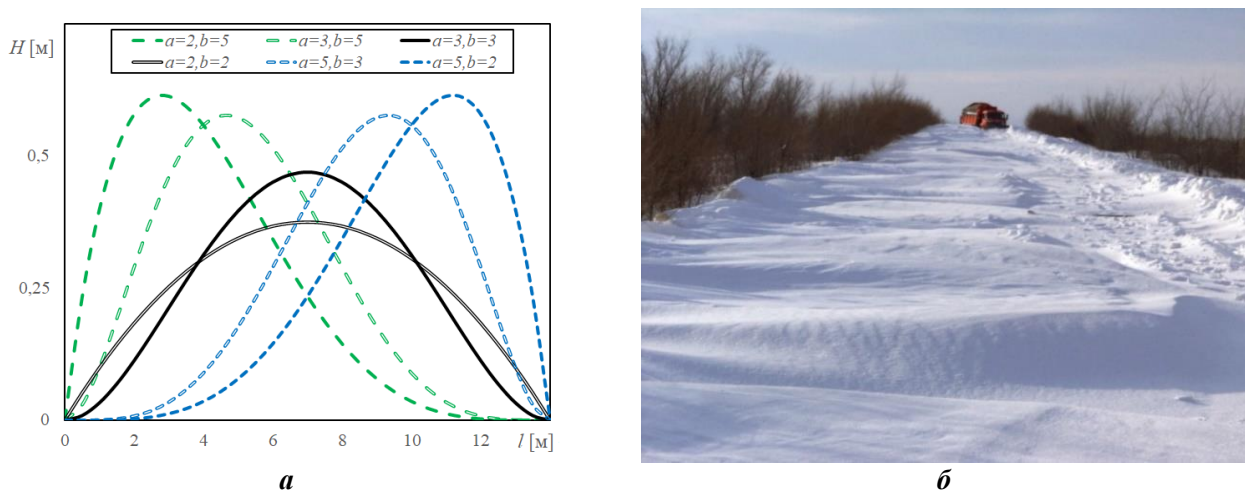 H [м]
a=2,b=5 a=3,b=5 a=3,b=3
a=2,b=2 a=5,b=3 a=5,b=2
0,5
0,25
0
0 2 4 6 8 10 12 l [м]
а б